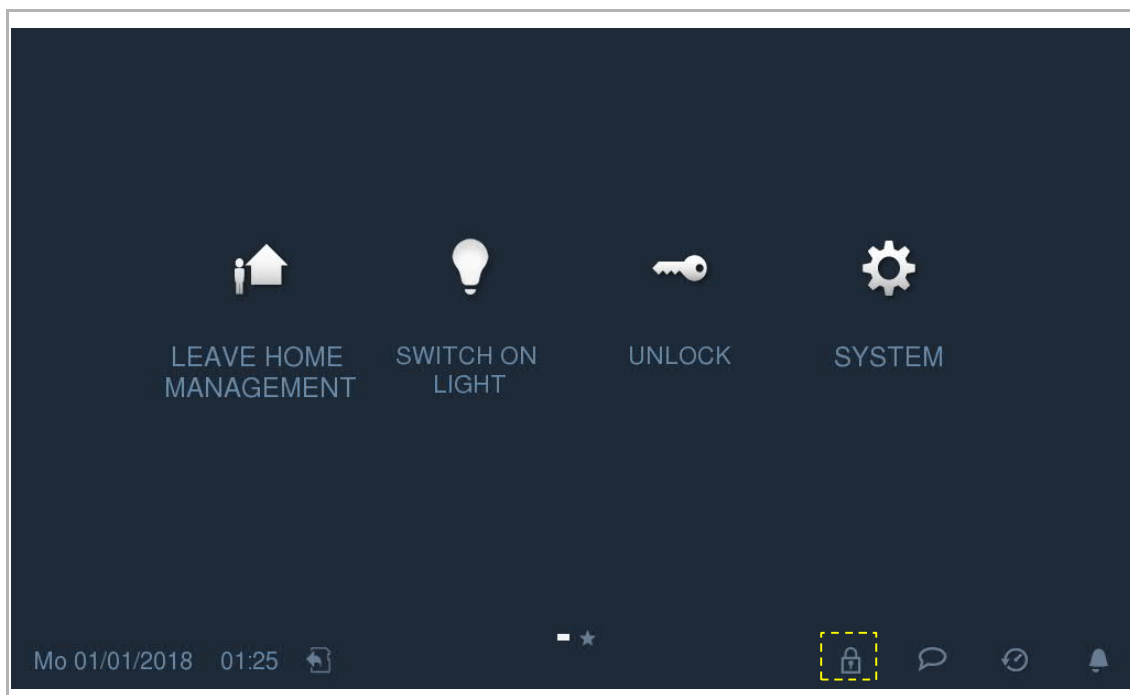 LEAVE HOME
MANAGEMENT
SWITCH ON
LIGHT
UNLOCK
SYSTEM
Mo 01/01/2018 01:25